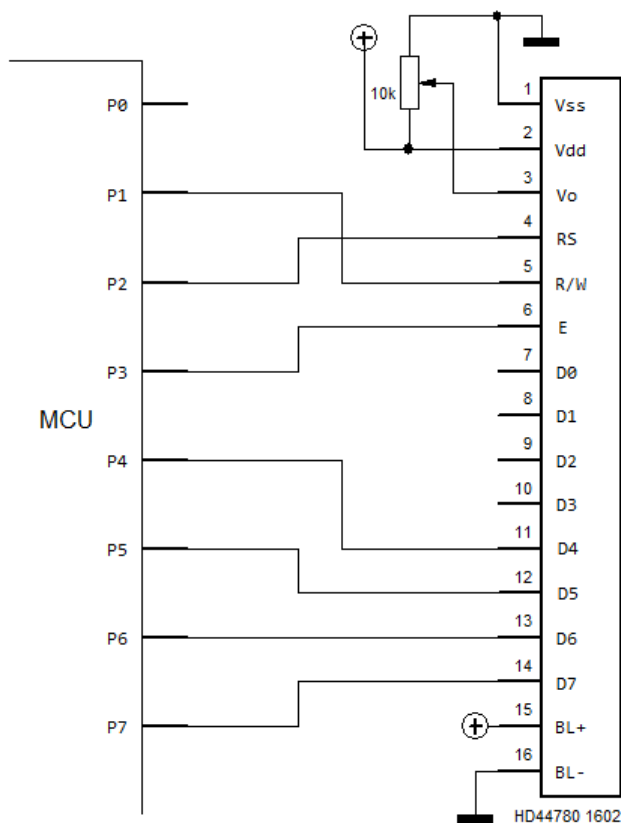 P0
P1
P2
P3
MCU
P4
P5
P6
P7
10k
1 Vss
2 Vdd
3 Vo
4 RS
5 R/W
6 E
7 D0
8 D1
9 D2
10 D3
11 D4
12 D5
13 D6
14 D7
15 BL+
16 BL-
HD44780 1602